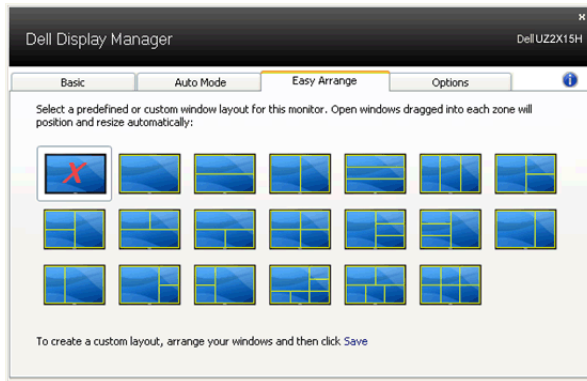 Dell Display Manager
Dell UZ2X15H
Basic
Auto Mode
Easy Arrange
Options
Select a predefined or custom window layout for this monitor. Open windows dragged into each zone will
position and resize automatically:
To create a custom layout, arrange your windows and then click Save